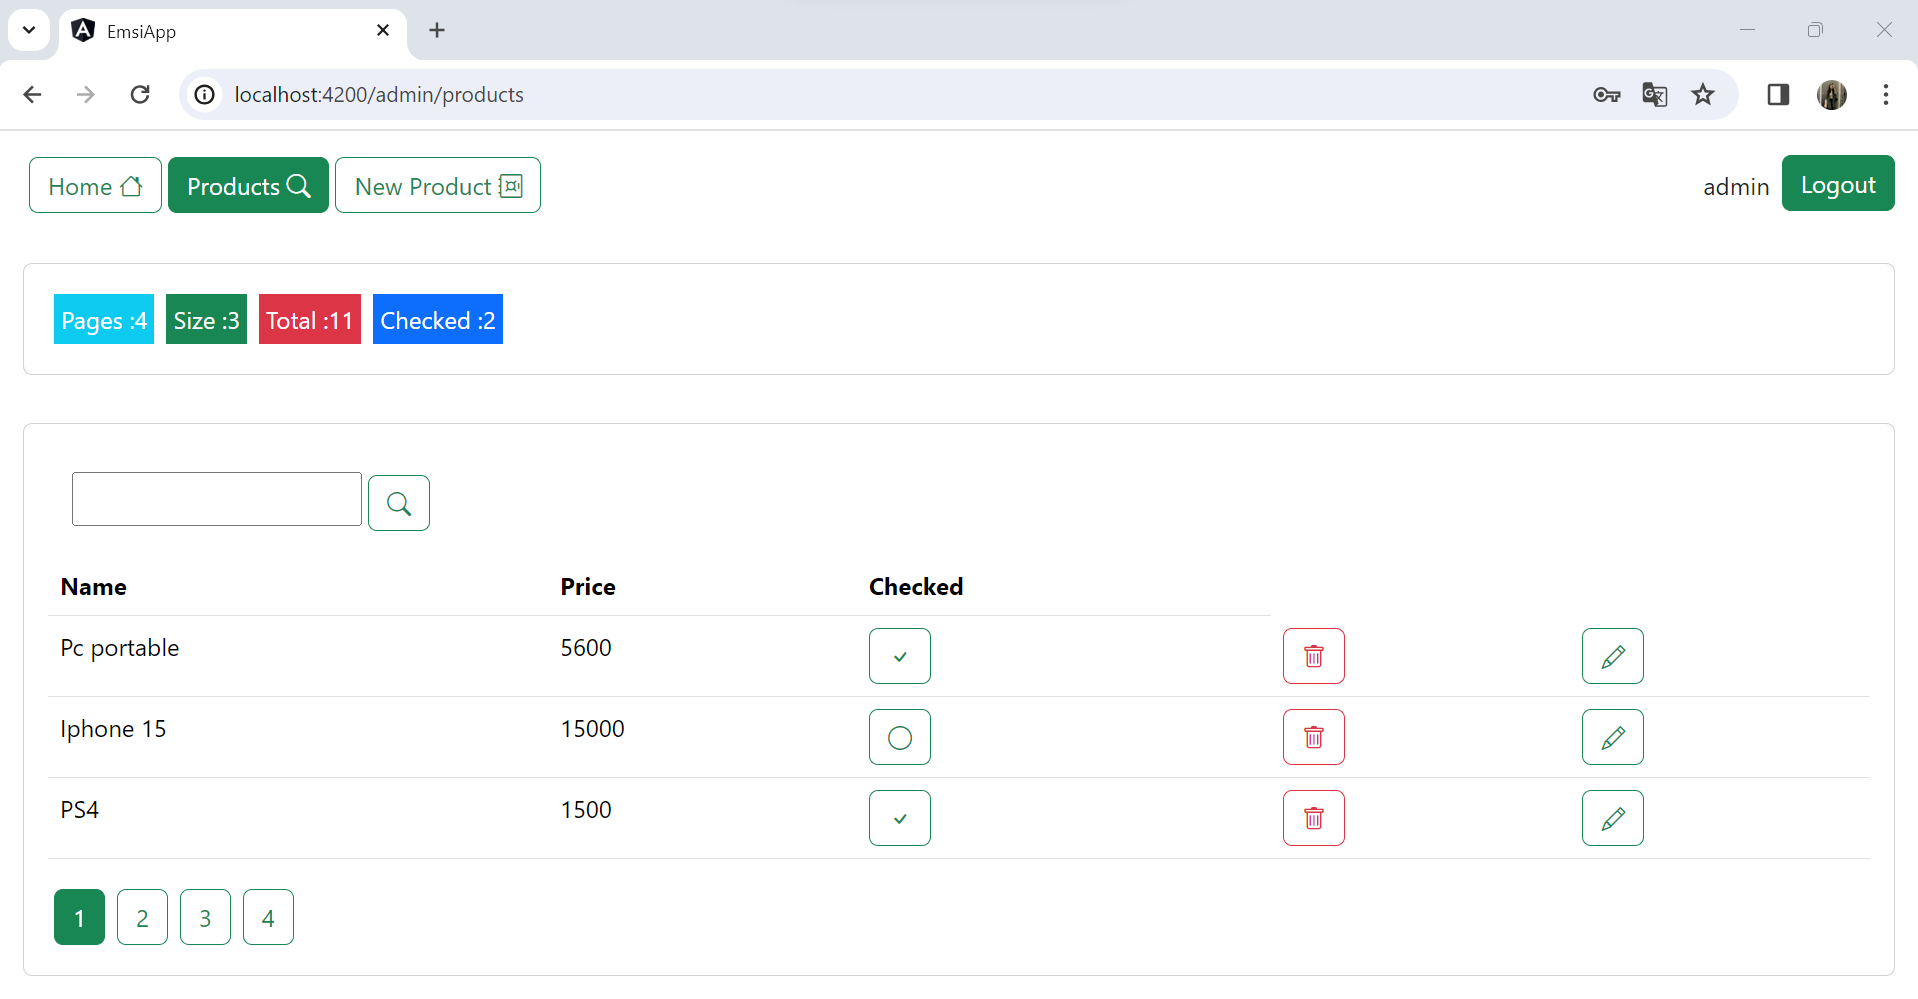 EmsiApp
localhost:4200/admin/products
Home Products New Product admin Logout
Pages :4 Size :3 Total :11 Checked :2
Name Price Checked
Pc portable 5600
Iphone 15 15000
PS4 1500
1 2 3 4